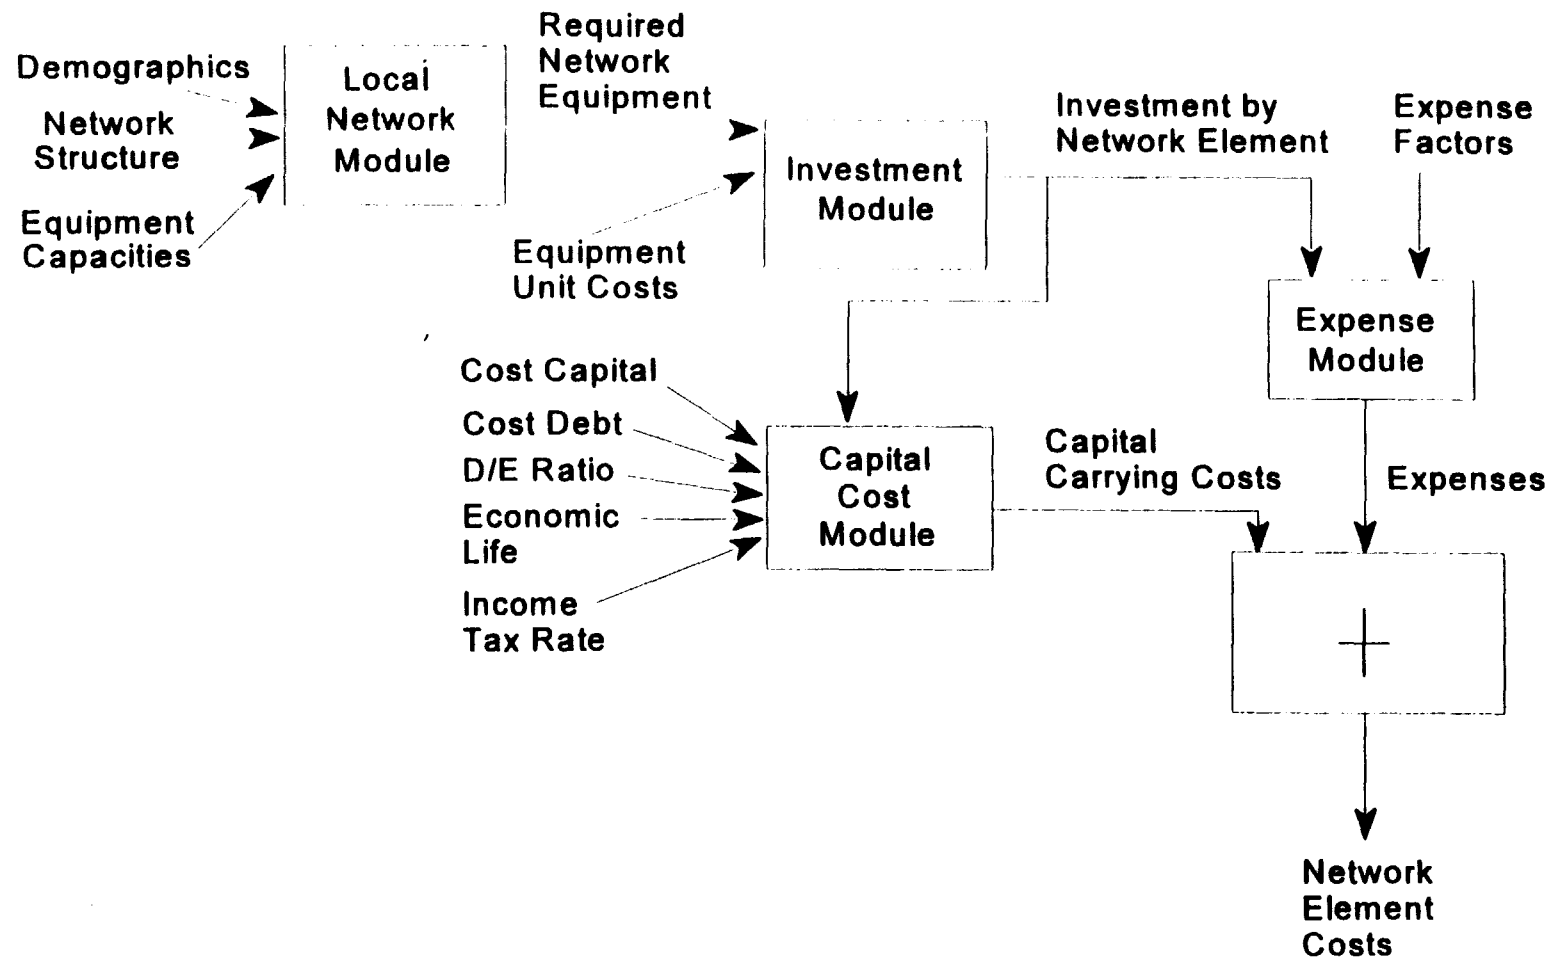 Demographics
Network
Structure
Equipment
Capacities
Local
Network
Module
Required
Network
Equipment
Equipment
Unit Costs
Investment
Module
Investment by
Network Element
Expense
Factors
Expense
Module
Cost Capital
Cost Debt
D/E Ratio
Economic
Life
Income
Tax Rate
Capital
Cost
Module
Capital
Carrying Costs
Expenses
+
Network
Element
Costs